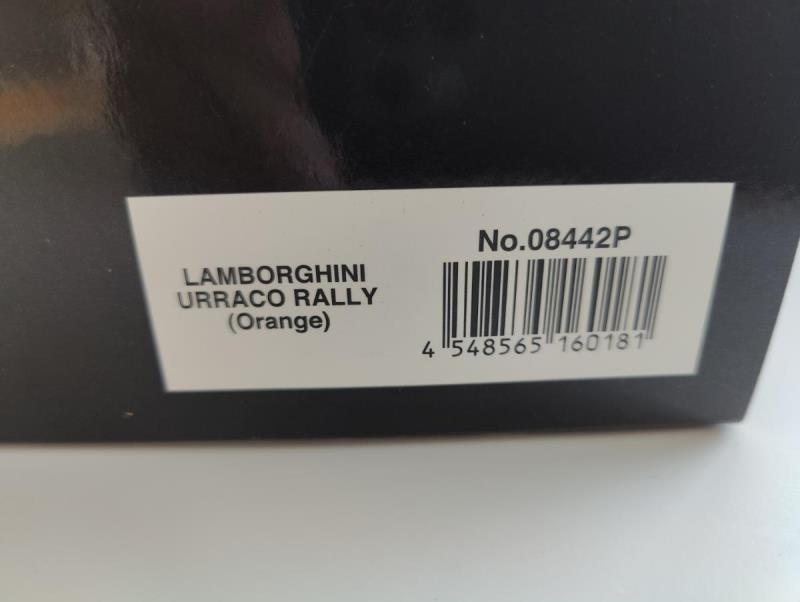 LAMBORGHINI
URRACO RALLY
(Orange)
No.08442P
4 548565 160181